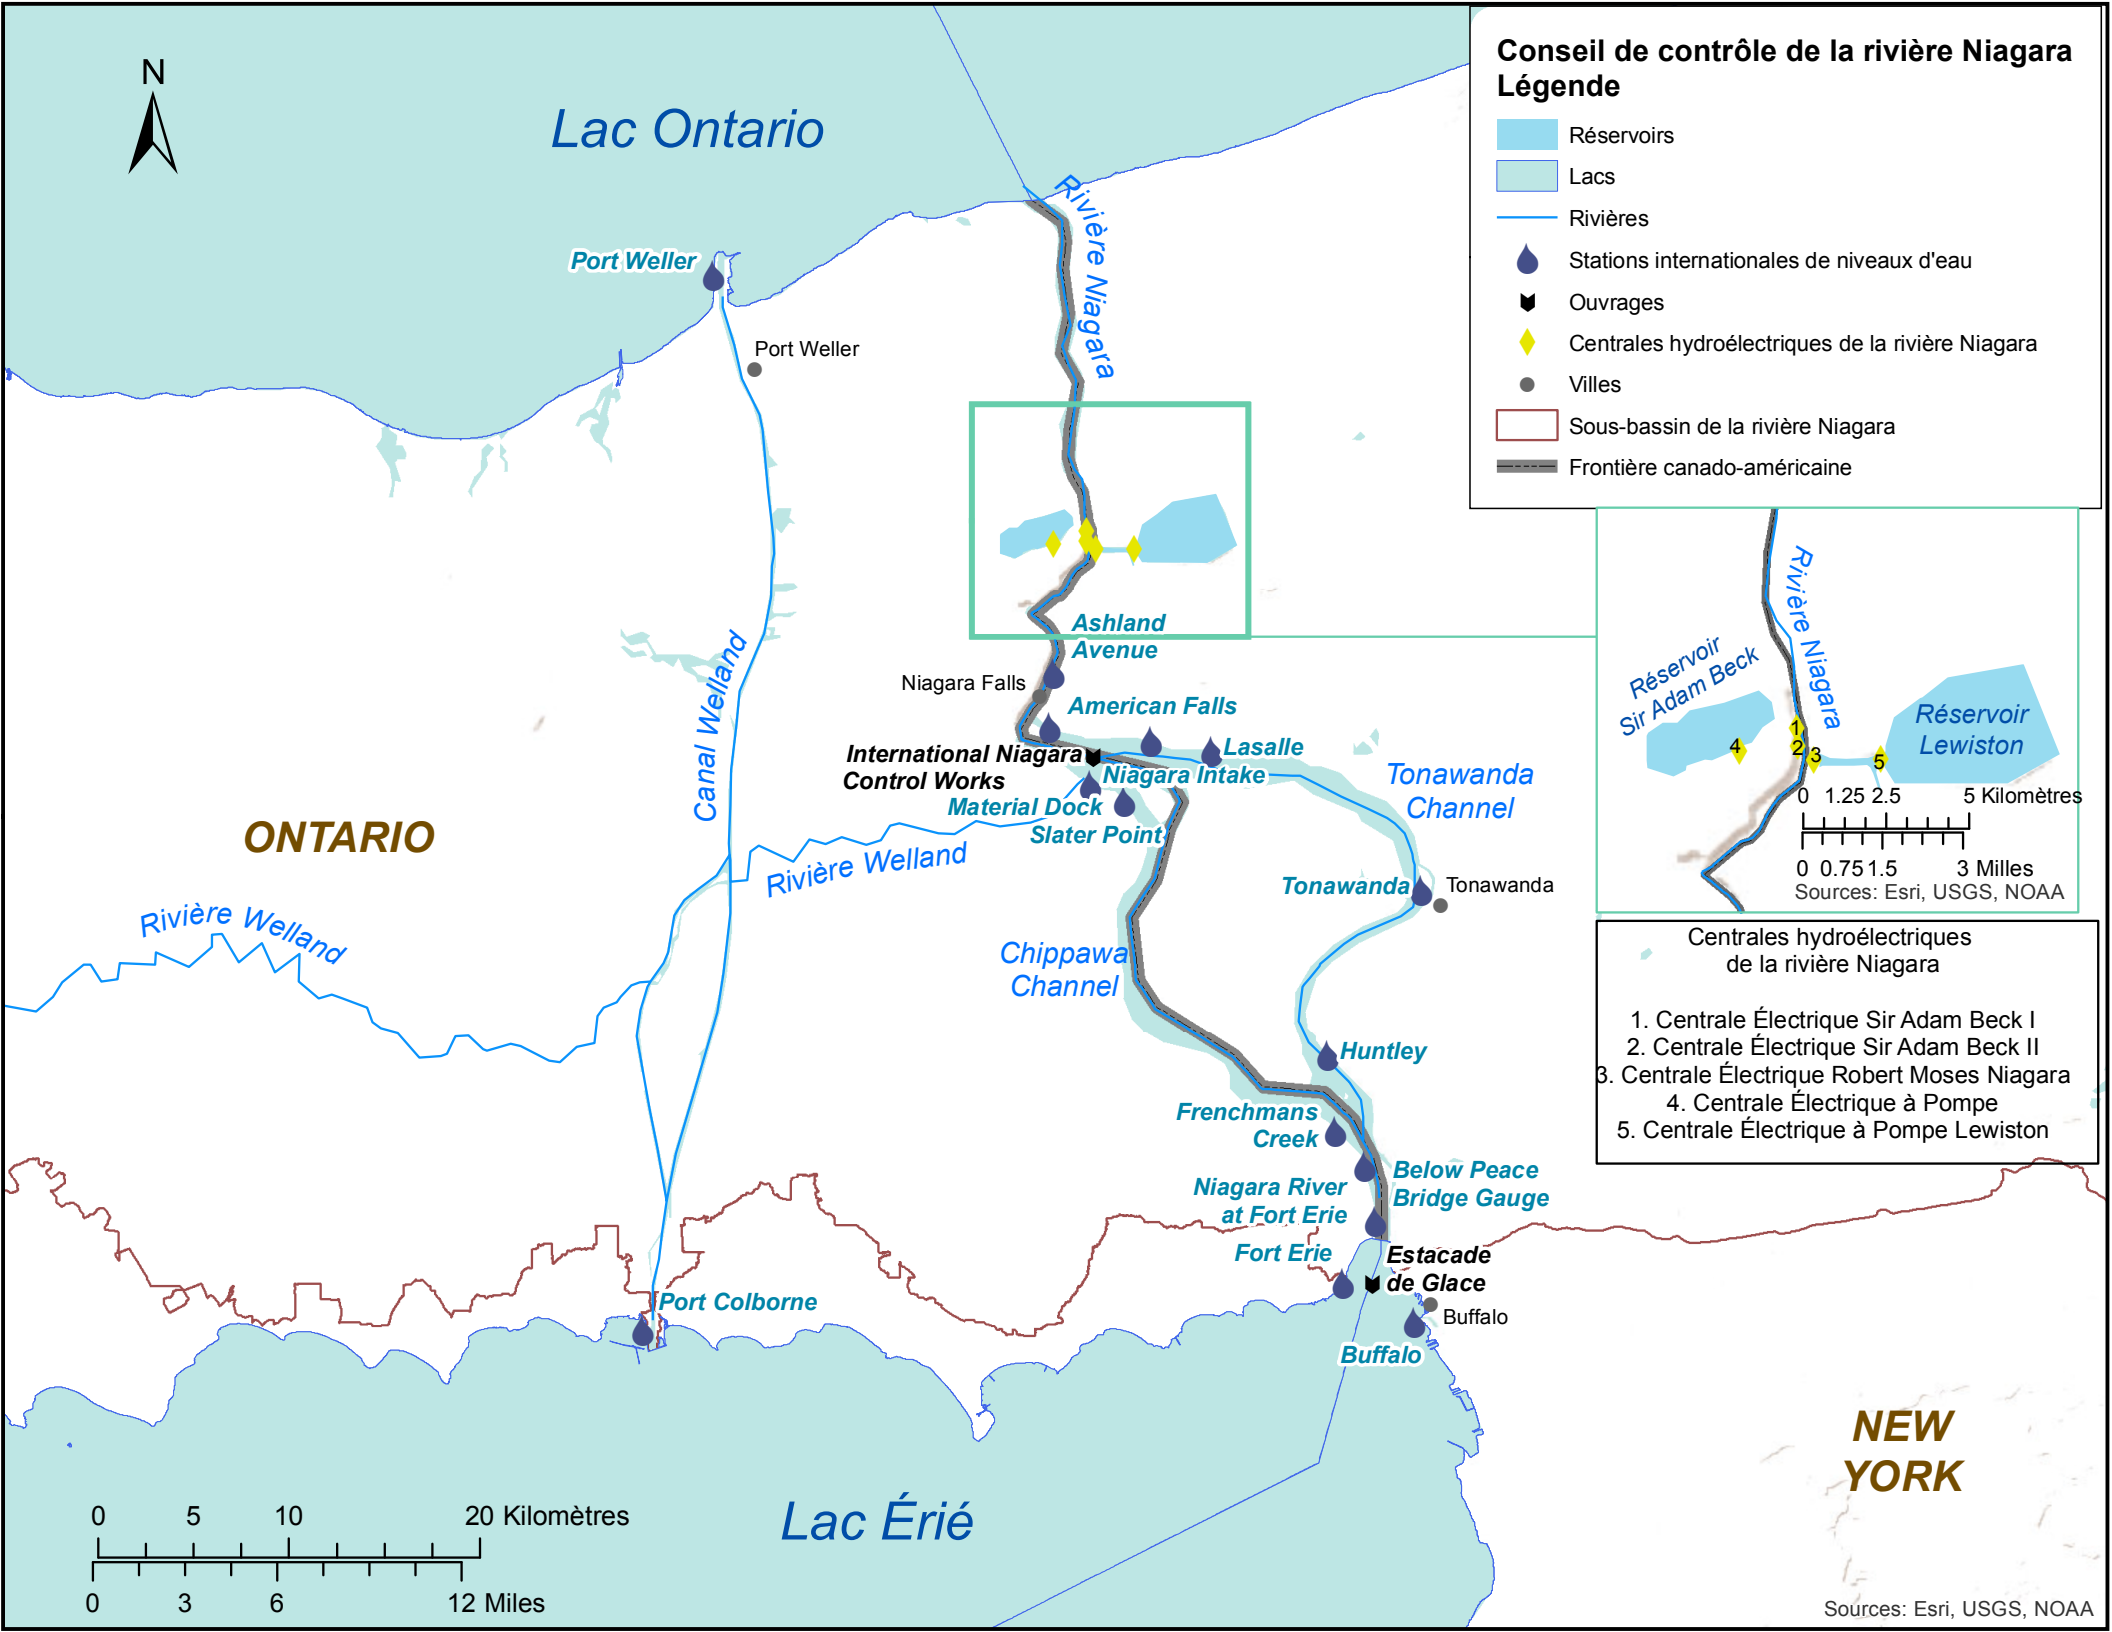 N
Lac Ontario
Conseil de contrôle de la rivière Niagara
Légende
Réservoirs
Lacs
Rivières
Stations internationales de niveaux d'eau
Ouvrages
Centrales hydroélectriques de la rivière Niagara
Villes
Sous-bassin de la rivière Niagara
Frontière canado-américaine
Rivière Niagara
Port Weller
Port Weller
Ashland
Avenue
Niagara Falls
American Falls
International Niagara
Control Works
Lasalle
Niagara Intake
Material Dock
Slater Point
Canal Welland
Tonawanda
Channel
ONTARIO
Rivière Welland
Rivière Welland
Tonawanda
Tonawanda
Chippawa
Channel
Huntley
Frenchmans
Creek
Below Peace
Bridge Gauge
Niagara River
at Fort Erie
Fort Erie
Estacade
de Glace
Port Colborne
Buffalo
Buffalo
Rivière Niagara
Réservoir
Sir Adam Beck
Réservoir
Lewiston
1
2
3
4
5
0 1.25 2.5 5 Kilomètres
0 0.75 1.5 3 Milles
Sources: Esri, USGS, NOAA
Centrales hydroélectriques
de la rivière Niagara
1. Centrale Électrique Sir Adam Beck I
2. Centrale Électrique Sir Adam Beck II
3. Centrale Électrique Robert Moses Niagara
4. Centrale Électrique à Pompe
5. Centrale Électrique à Pompe Lewiston
NEW
YORK
Lac Érié
0 5 10 20 Kilomètres
0 3 6 12 Miles
Sources: Esri, USGS, NOAA